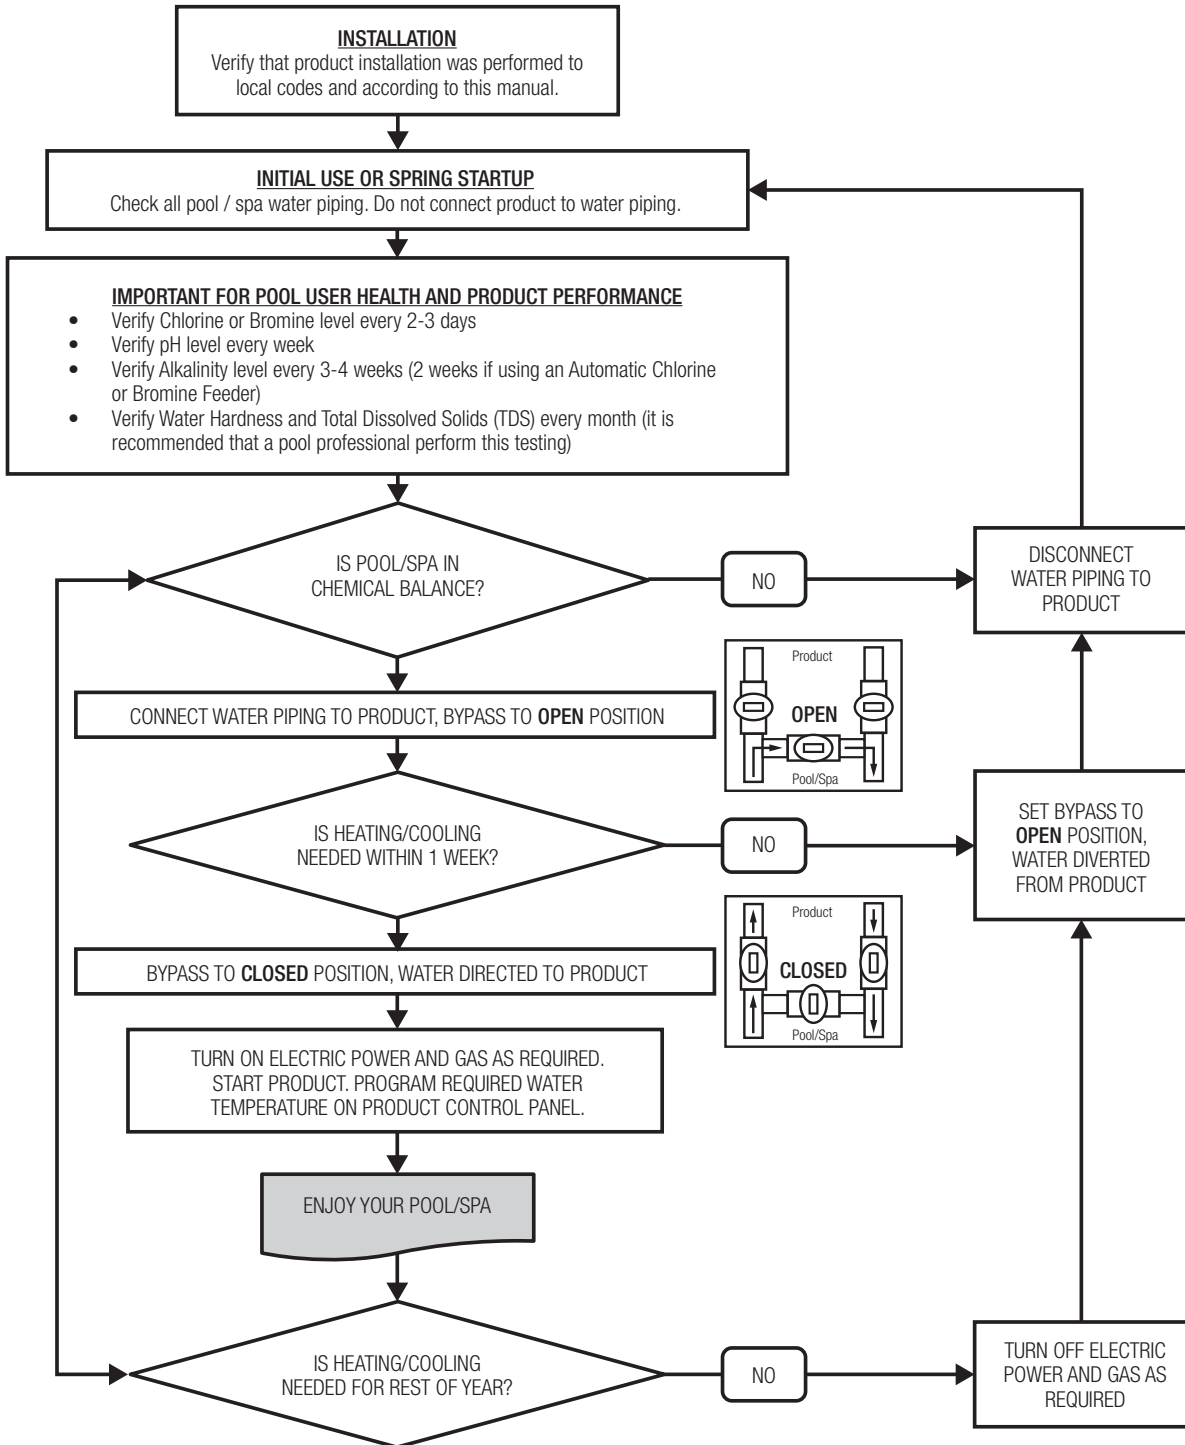 INSTALLATION
Verify that product installation was performed to
local codes and according to this manual.
INITIAL USE OR SPRING STARTUP
Check all pool / spa water piping. Do not connect product to water piping.
IMPORTANT FOR POOL USER HEALTH AND PRODUCT PERFORMANCE
• Verify Chlorine or Bromine level every 2-3 days
• Verify pH level every week
• Verify Alkalinity level every 3-4 weeks (2 weeks if using an Automatic Chlorine
or Bromine Feeder)
• Verify Water Hardness and Total Dissolved Solids (TDS) every month (it is
recommended that a pool professional perform this testing)
IS POOL/SPA IN
CHEMICAL BALANCE?
NO
DISCONNECT
WATER PIPING TO
PRODUCT
CONNECT WATER PIPING TO PRODUCT, BYPASS TO OPEN POSITION
Product
OPEN
Pool/Spa
IS HEATING/COOLING
NEEDED WITHIN 1 WEEK?
NO
SET BYPASS TO
OPEN POSITION,
WATER DIVERTED
FROM PRODUCT
BYPASS TO CLOSED POSITION, WATER DIRECTED TO PRODUCT
Product
CLOSED
Pool/Spa
TURN ON ELECTRIC POWER AND GAS AS REQUIRED.
START PRODUCT. PROGRAM REQUIRED WATER
TEMPERATURE ON PRODUCT CONTROL PANEL.
ENJOY YOUR POOL/SPA
IS HEATING/COOLING
NEEDED FOR REST OF YEAR?
NO
TURN OFF ELECTRIC
POWER AND GAS AS
REQUIRED